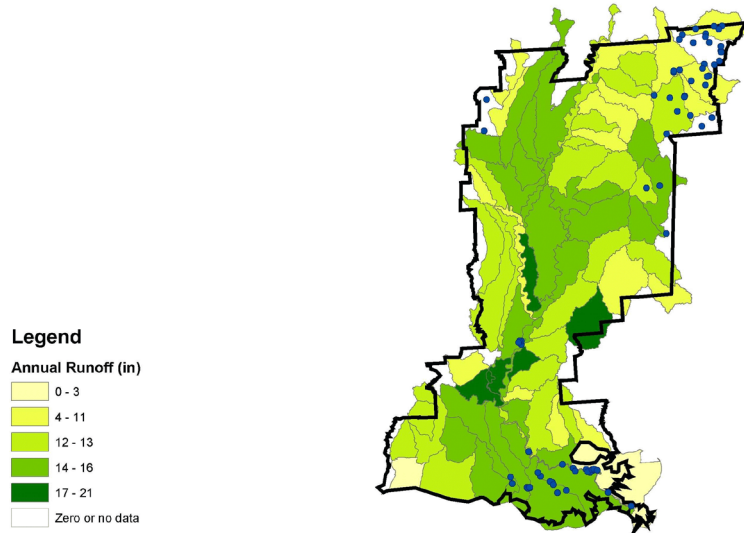 Legend
Annual Runoff (in)
0 - 3
4 - 11
12 - 13
14 - 16
17 - 21
Zero or no data